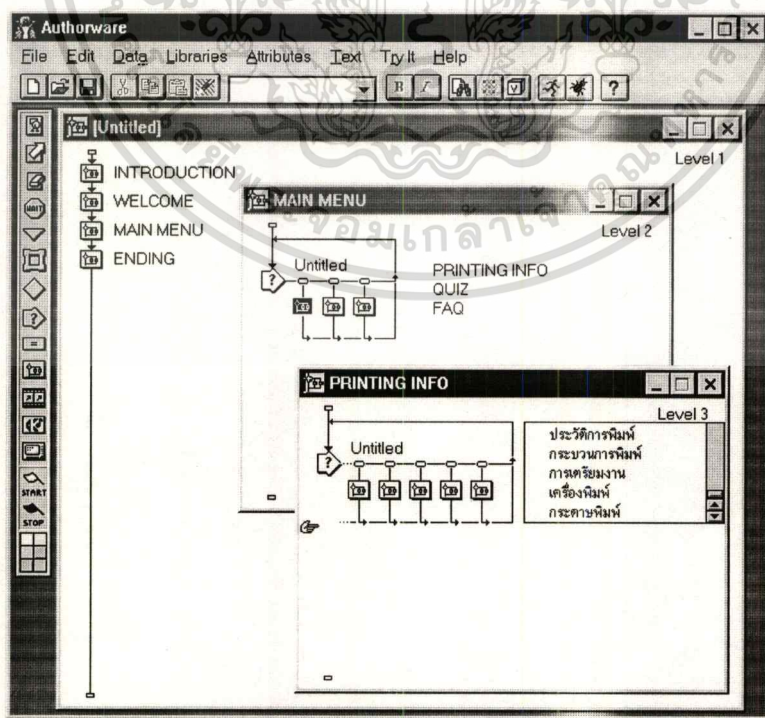 Authorware
File Edit Data Libraries Attributes Text Try It Help
B I ?
[Untitled]
Level 1
INTRODUCTION
WELCOME
MAIN MENU
ENDING
MAIN MENU
Level 2
Untitled
PRINTING INFO
QUIZ
FAQ
?
PRINTING INFO
Level 3
Untitled
?
ประวัติการพิมพ์
กระบวนการพิมพ์
การเตรียมงาน
เครื่องพิมพ์
กระดาษพิมพ์
WAIT
?
=
START
STOP